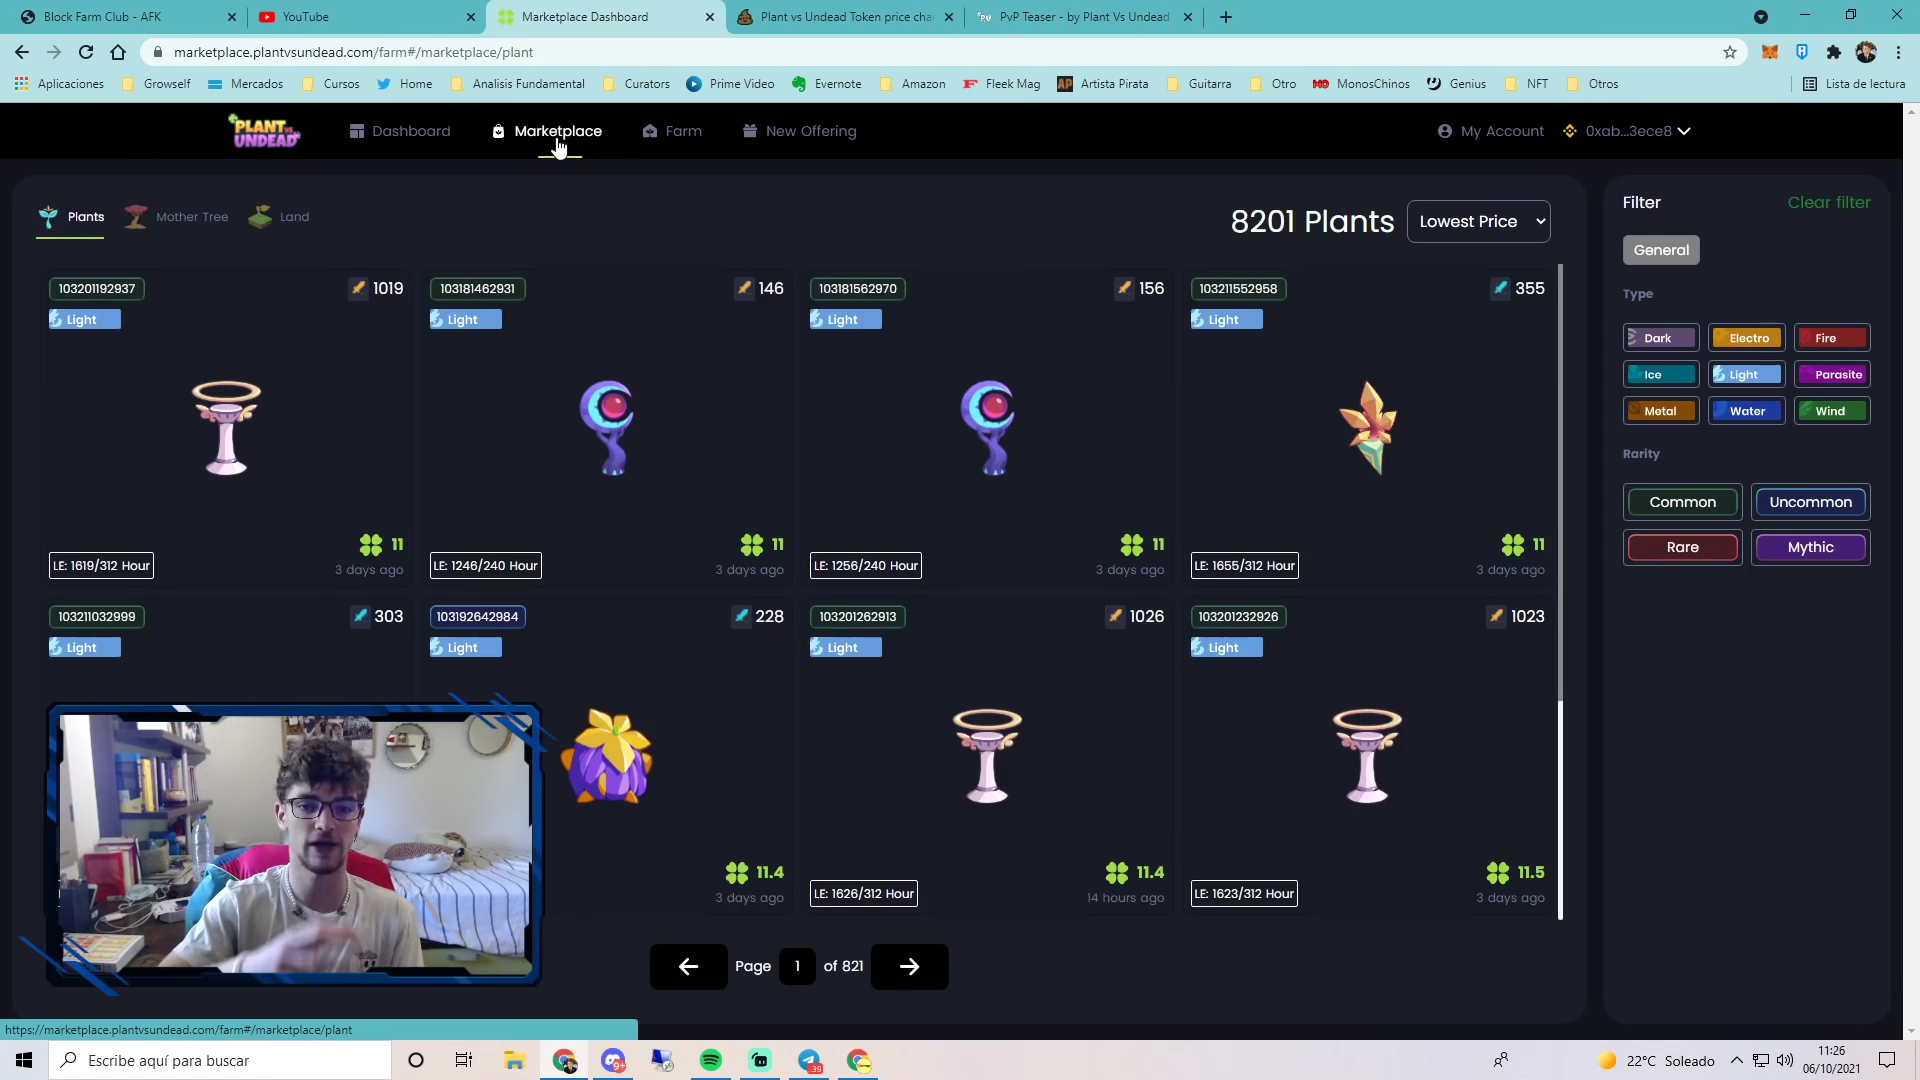 Block Farm Club - AFK
YouTube
Marketplace Dashboard
Plant vs Undead Token price cha
PvP Teaser - by Plant Vs Undead
marketplace.plantvsundead.com/farm#/marketplace/plant
Aplicaciones Growself Mercados Cursos Home Analisis Fundamental Curators Prime Video Evernote Amazon Fleek Mag Artista Pirata Guitarra Otro MonosChinos Genius NFT Otros Lista de lectura
PLANT VS UNDEAD
Dashboard Marketplace Farm New Offering My Account 0xab...3ece8
Plants Mother Tree Land
8201 Plants Lowest Price
103201192937 1019
Light
11
LE: 1619/312 Hour 3 days ago
103181462931 146
Light
11
LE: 1246/240 Hour 3 days ago
103181562970 156
Light
11
LE: 1256/240 Hour 3 days ago
103211552958 355
Light
11
LE: 1655/312 Hour 3 days ago
103211032999 303
Light
103192642984 228
Light
11.4
3 days ago
103201262913 1026
Light
11.4
LE: 1626/312 Hour 14 hours ago
103201232926 1023
Light
11.5
LE: 1623/312 Hour 3 days ago
Page 1 of 821
Filter Clear filter
General
Type
Dark Electro Fire
Ice Light Parasite
Metal Water Wind
Rarity
Common Uncommon
Rare Mythic
https://marketplace.plantvsundead.com/farm#/marketplace/plant
Escribe aquí para buscar
9+
39
22°C Soleado
11:26
06/10/2021